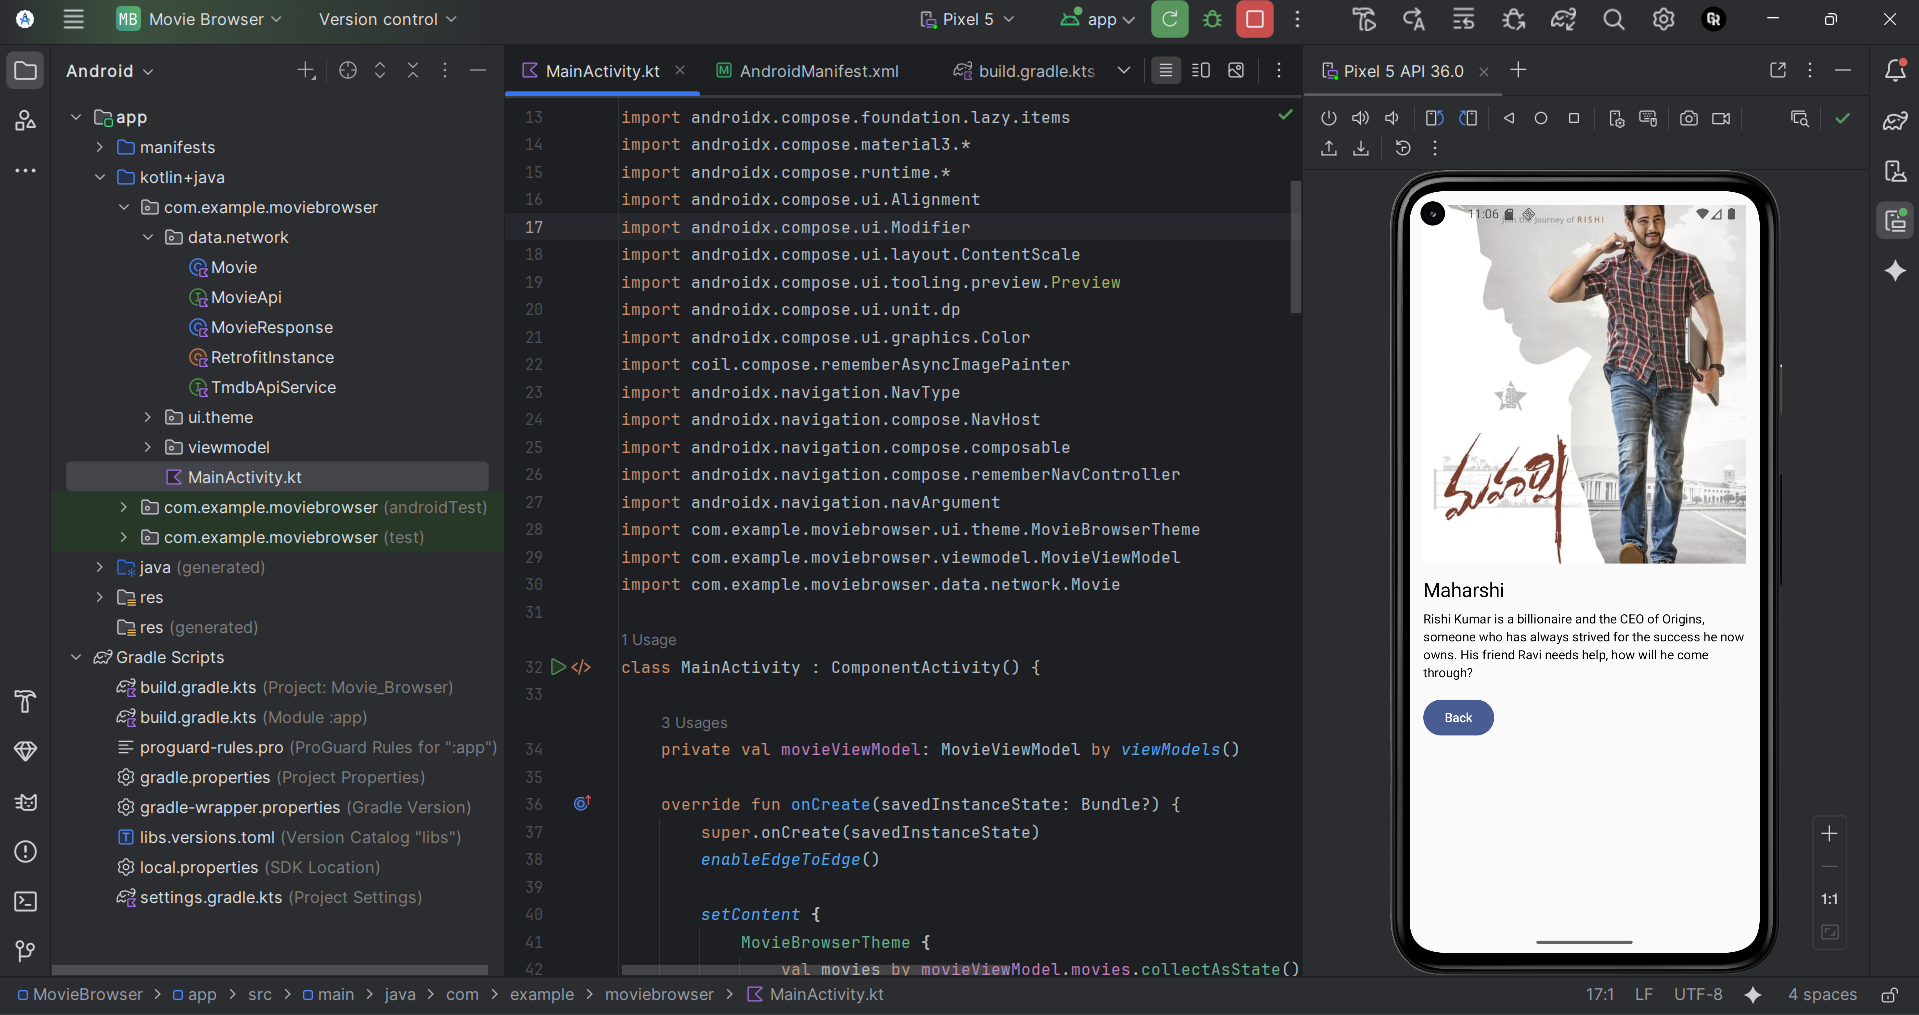 MB Movie Browser
Version control
Pixel 5
app
Android
MainActivity.kt
AndroidManifest.xml
build.gradle.kts
Pixel 5 API 36.0
app
manifests
kotlin+java
com.example.moviebrowser
data.network
Movie
MovieApi
MovieResponse
RetrofitInstance
TmdbApiService
ui.theme
viewmodel
MainActivity.kt
com.example.moviebrowser (androidTest)
com.example.moviebrowser (test)
java (generated)
res
res (generated)
Gradle Scripts
build.gradle.kts (Project: Movie_Browser)
build.gradle.kts (Module :app)
proguard-rules.pro (ProGuard Rules for ":app")
gradle.properties (Project Properties)
gradle-wrapper.properties (Gradle Version)
libs.versions.toml (Version Catalog "libs")
local.properties (SDK Location)
settings.gradle.kts (Project Settings)
13 import androidx.compose.foundation.lazy.items
14 import androidx.compose.material3.*
15 import androidx.compose.runtime.*
16 import androidx.compose.ui.Alignment
17 import androidx.compose.ui.Modifier
18 import androidx.compose.ui.layout.ContentScale
19 import androidx.compose.ui.tooling.preview.Preview
20 import androidx.compose.ui.unit.dp
21 import androidx.compose.ui.graphics.Color
22 import coil.compose.rememberAsyncImagePainter
23 import androidx.navigation.NavType
24 import androidx.navigation.compose.NavHost
25 import androidx.navigation.compose.composable
26 import androidx.navigation.compose.rememberNavController
27 import androidx.navigation.navArgument
28 import com.example.moviebrowser.ui.theme.MovieBrowserTheme
29 import com.example.moviebrowser.viewmodel.MovieViewModel
30 import com.example.moviebrowser.data.network.Movie
31
1 Usage
32 class MainActivity : ComponentActivity() {
33
3 Usages
34 private val movieViewModel: MovieViewModel by viewModels()
35
36 override fun onCreate(savedInstanceState: Bundle?) {
37 super.onCreate(savedInstanceState)
38 enableEdgeToEdge()
39
40 setContent {
41 MovieBrowserTheme {
42 val movies by movieViewModel.movies.collectAsState()
11:06
Join the journey of RISHI
మహర్షి
Maharshi
Rishi Kumar is a billionaire and the CEO of Origins,
someone who has always strived for the success he now
owns. His friend Ravi needs help, how will he come
through?
Back
1:1
MovieBrowser > app > src > main > java > com > example > moviebrowser > MainActivity.kt
17:1 LF UTF-8 4 spaces